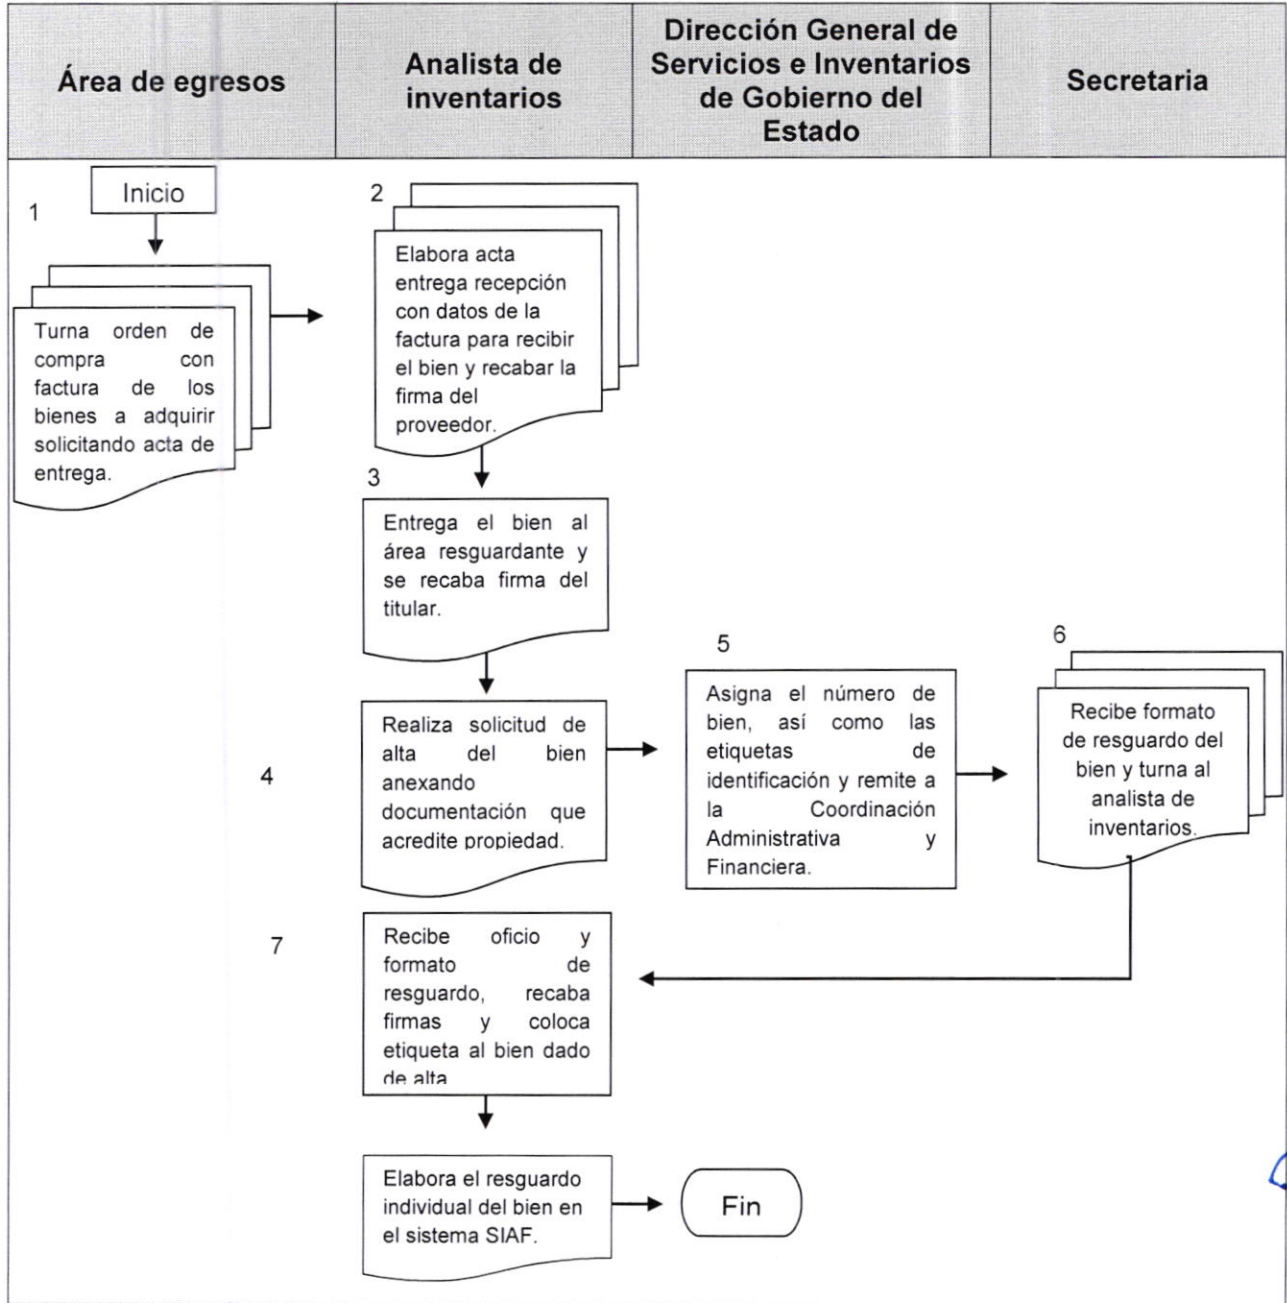 Área de egresos
Analista de
inventarios
Dirección General de
Servicios e Inventarios
de Gobierno del
Estado
Secretaria
Inicio
1
Turna orden de
compra con
factura de los
bienes a adquirir
solicitando acta de
entrega.
2
Elabora acta
entrega recepción
con datos de la
factura para recibir
el bien y recabar la
firma del
proveedor.
3
Entrega el bien al
área resguardante y
se recaba firma del
titular.
4
Realiza solicitud de
alta del bien
anexando
documentación que
acredite propiedad.
5
Asigna el número de
bien, así como las
etiquetas de
identificación y remite a
la Coordinación
Administrativa y
Financiera.
6
Recibe formato
de resguardo del
bien y turna al
analista de
inventarios.
7
Recibe oficio y
formato de
resguardo, recaba
firmas y coloca
etiqueta al bien dado
de alta
Elabora el resguardo
individual del bien en
el sistema SIAF.
Fin